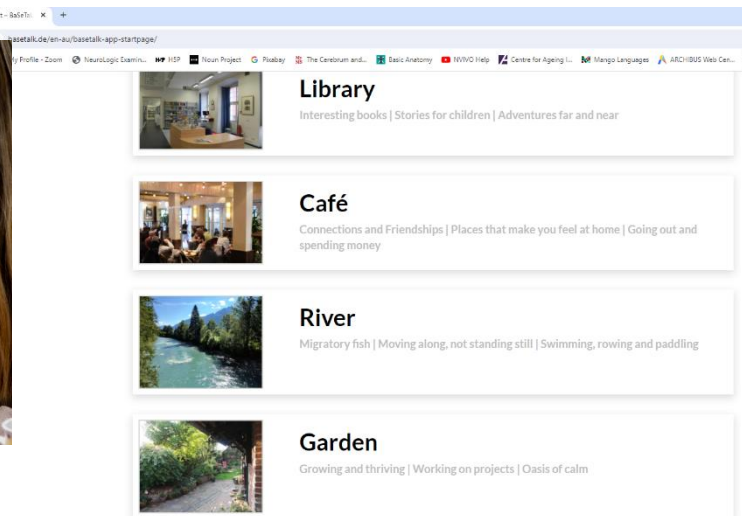 BaSeTal
basetalk.de/en-au/basetalk-app-startpage/
My Profile - Zoom NeuroLogic Examin... H5P Noun Project Pixabay The Cerebrum and... Basic Anatomy NVIVO Help Centre for Ageing I... Mango Languages ARCHIBUS Web Cen...
Library
Interesting books | Stories for children | Adventures far and near
Café
Connections and Friendships | Places that make you feel at home | Going out and
spending money
River
Migratory fish | Moving along, not standing still | Swimming, rowing and paddling
Garden
Growing and thriving | Working on projects | Oasis of calm